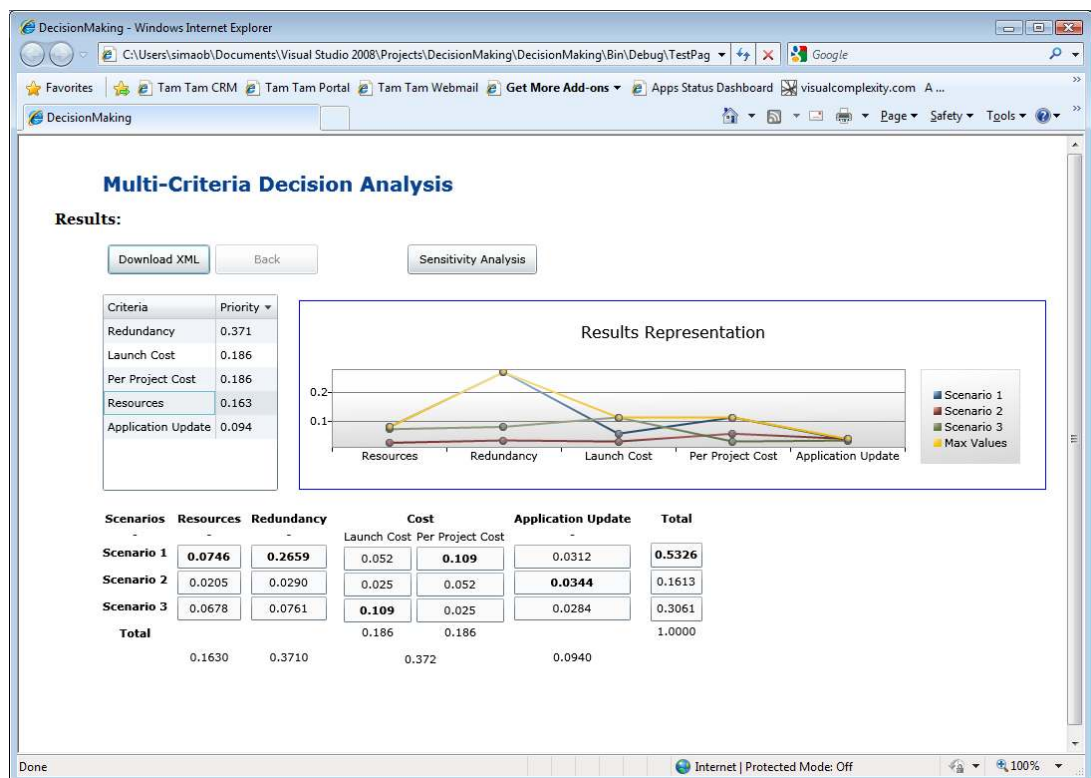 DecisionMaking - Windows Internet Explorer
C:\Users\simaob\Documents\Visual Studio 2008\Projects\DecisionMaking\DecisionMaking\Bin\Debug\TestPag
Google
Favorites Tam Tam CRM Tam Tam Portal Tam Tam Webmail Get More Add-ons Apps Status Dashboard visualcomplexity.com A ...
DecisionMaking
Page Safety Tools
Multi-Criteria Decision Analysis
Results:
Download XML Back Sensitivity Analysis
Criteria Priority
Redundancy 0.371
Launch Cost 0.186
Per Project Cost 0.186
Resources 0.163
Application Update 0.094
Results Representation
0.2
0.1
Resources Redundancy Launch Cost Per Project Cost Application Update
Scenario 1
Scenario 2
Scenario 3
Max Values
Scenarios Resources Redundancy Cost Application Update Total
- - - Launch Cost Per Project Cost -
Scenario 1 0.0746 0.2659 0.052 0.109 0.0312 0.5326
Scenario 2 0.0205 0.0290 0.025 0.052 0.0344 0.1613
Scenario 3 0.0678 0.0761 0.109 0.025 0.0284 0.3061
Total 0.186 0.186 1.0000
0.1630 0.3710 0.372 0.0940
Done Internet | Protected Mode: Off 100%